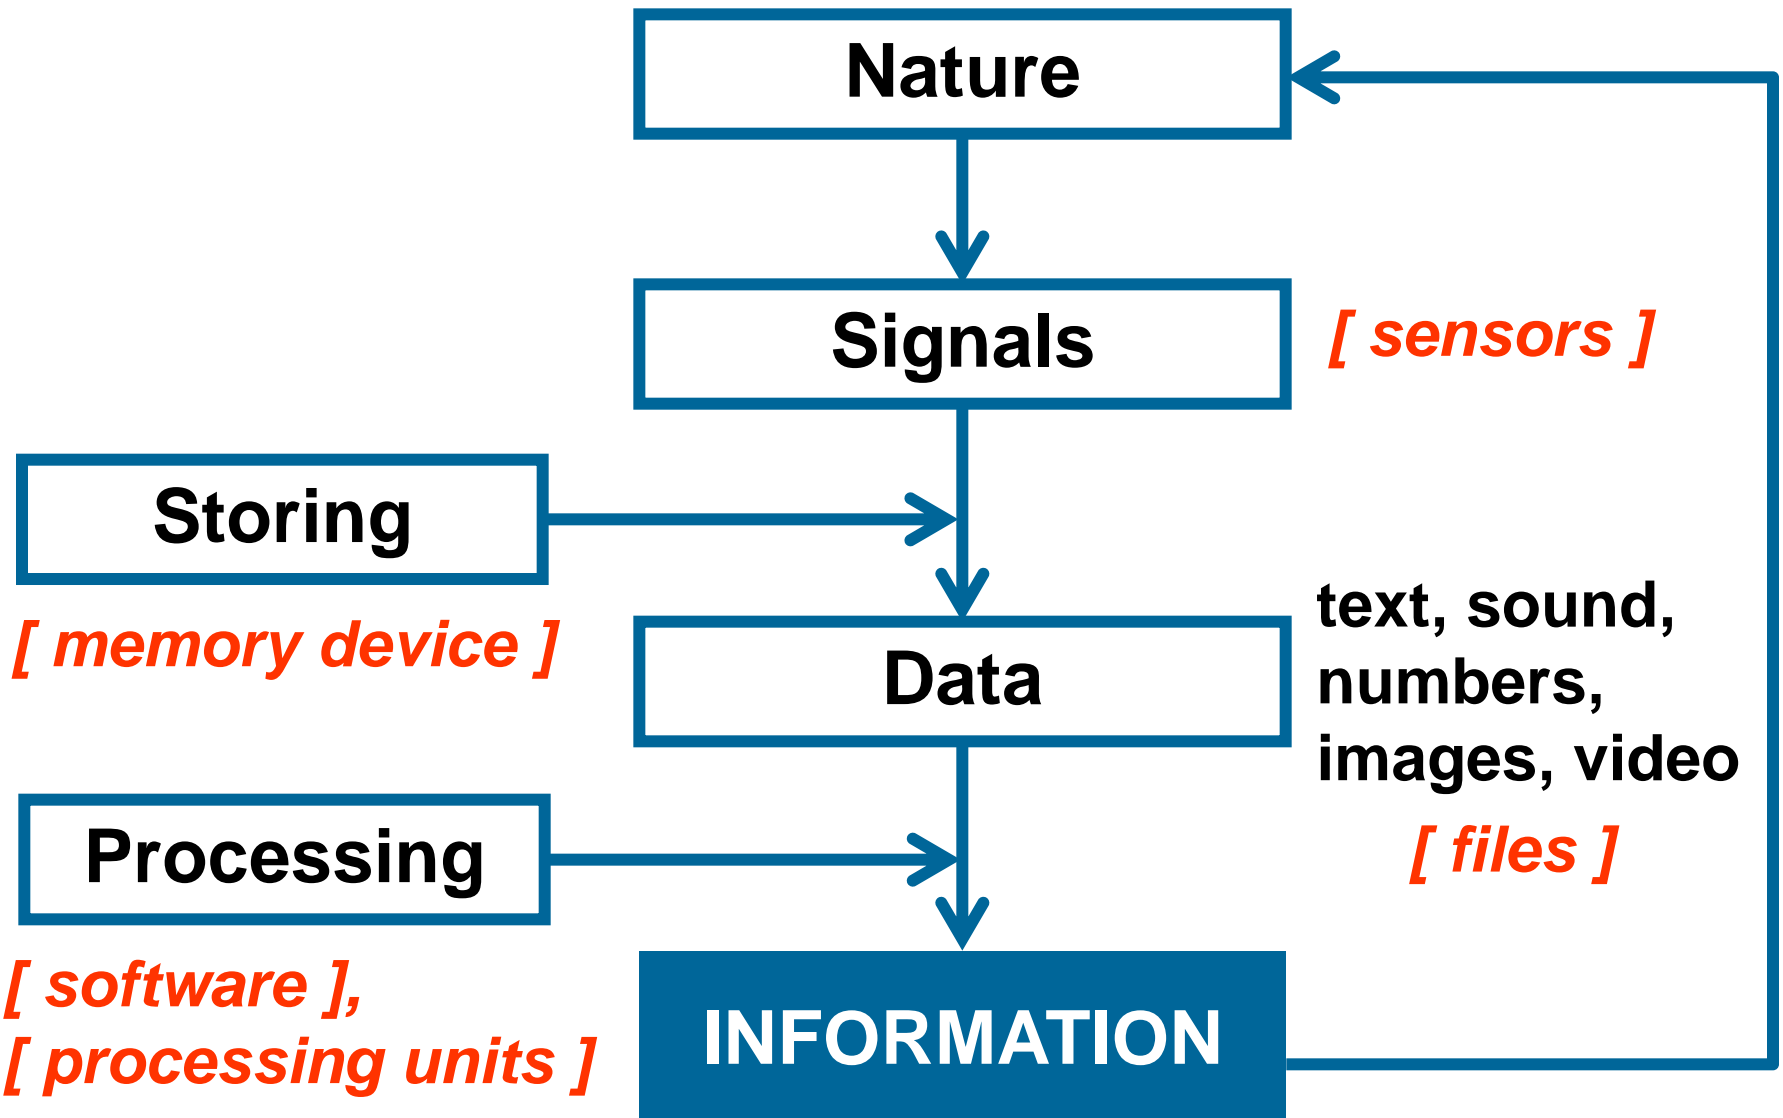 Nature
Signals
[ sensors ]
Storing
[ memory device ]
Data
text, sound,
numbers,
images, video
[ files ]
Processing
[ software ],
[ processing units ]
INFORMATION